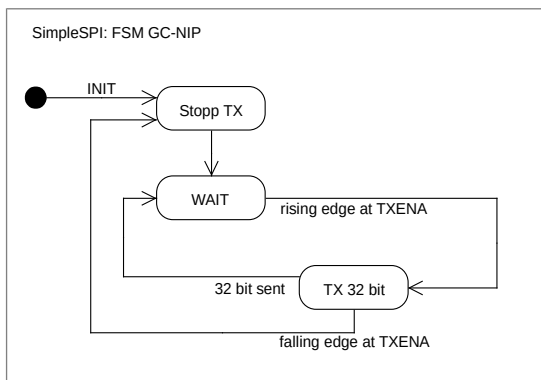 SimpleSPI: FSM GC-NIP
INIT
Stopp TX
WAIT
rising edge at TXENA
32 bit sent
TX 32 bit
falling edge at TXENA